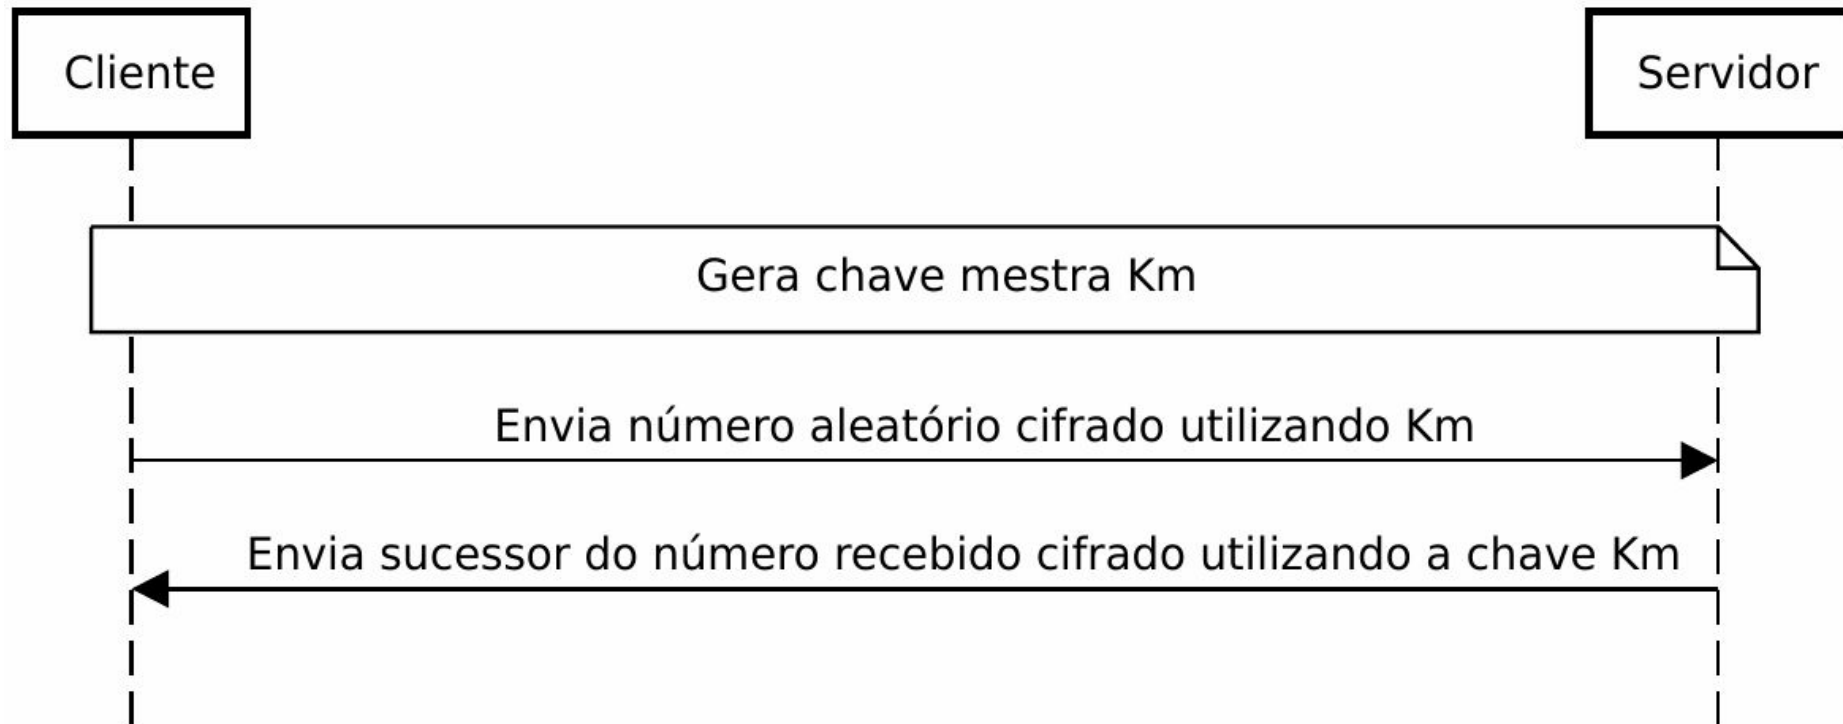 Cliente
Servidor
Gera chave mestra Km
Envia número aleatório cifrado utilizando Km
Envia sucessor do número recebido cifrado utilizando a chave Km